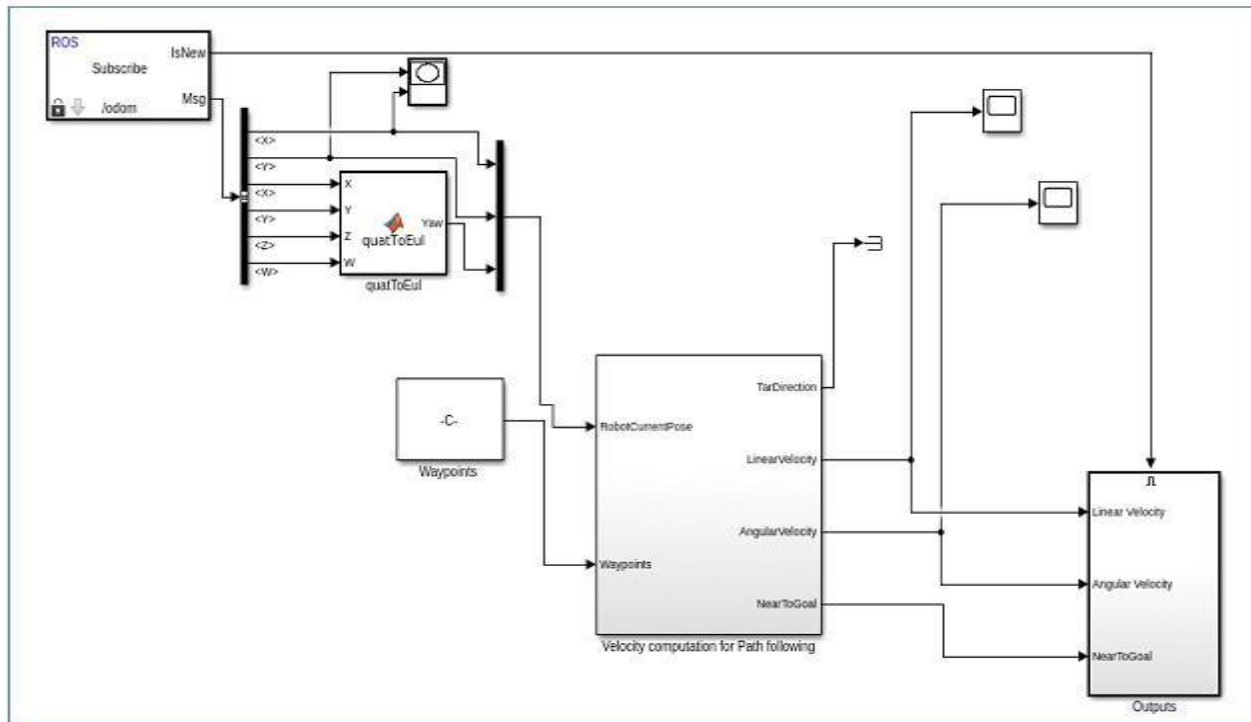 ROS
IsNew
Subscribe
Msg
/odom
<X>
<Y>
<X>
<Y>
<Z>
<W>
X
Y
Z
W
Yaw
quatToEul
quatToEul
-C-
Waypoints
TarDirection
RobotCurrentPose
LinearVelocity
AngularVelocity
Waypoints
NearToGoal
Velocity computation for Path following
Linear Velocity
Angular Velocity
NearToGoal
Outputs